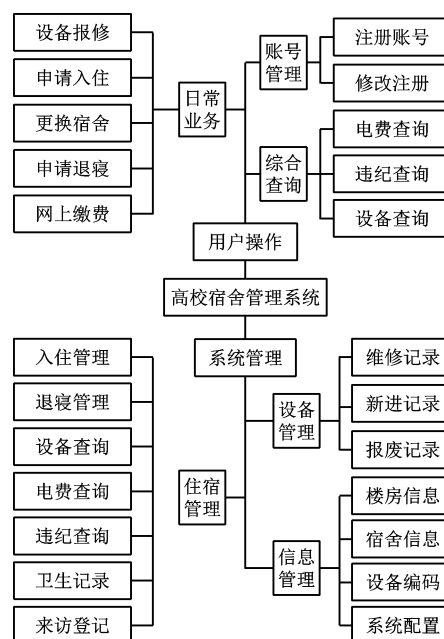 设备报修
申请入住
更换宿舍
申请退寝
网上缴费
日常
业务
账号
管理
注册账号
修改注册
综合
查询
电费查询
违纪查询
设备查询
用户操作
高校宿舍管理系统
系统管理
入住管理
退寝管理
设备查询
电费查询
违纪查询
卫生记录
来访登记
住宿
管理
设备
管理
维修记录
新进记录
报废记录
信息
管理
楼房信息
宿舍信息
设备编码
系统配置